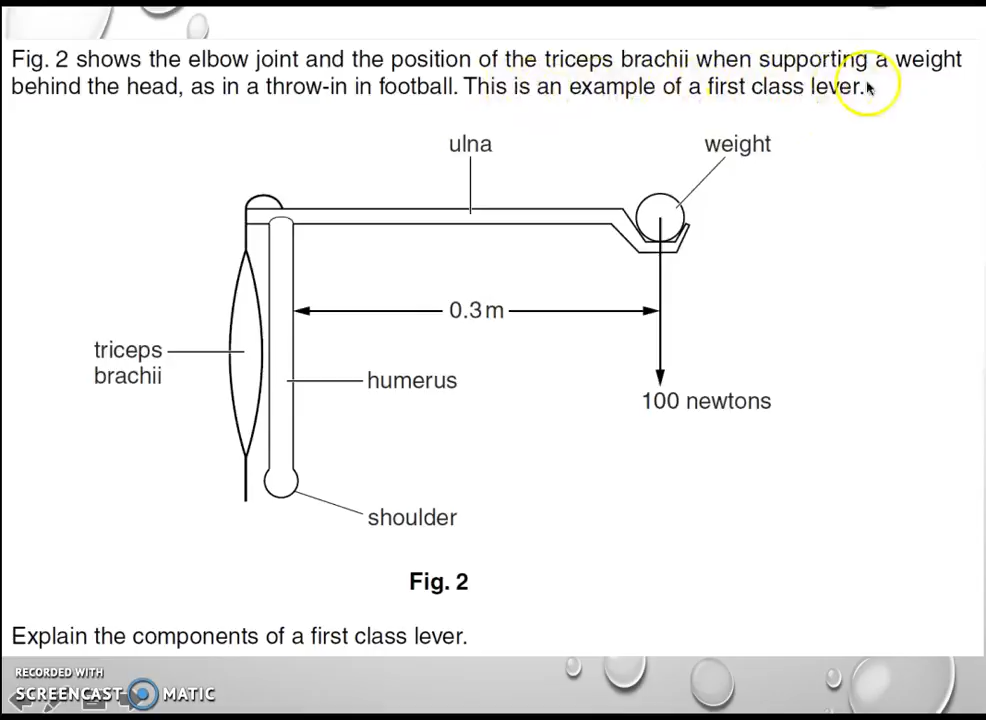 Fig. 2 shows the elbow joint and the position of the triceps brachii when supporting a weight
behind the head, as in a throw-in in football. This is an example of a first class lever.
ulna
weight
0.3 m
triceps
brachii
humerus
100 newtons
shoulder
Fig. 2
Explain the components of a first class lever.
RECORDED WITH
SCREENCAST MATIC